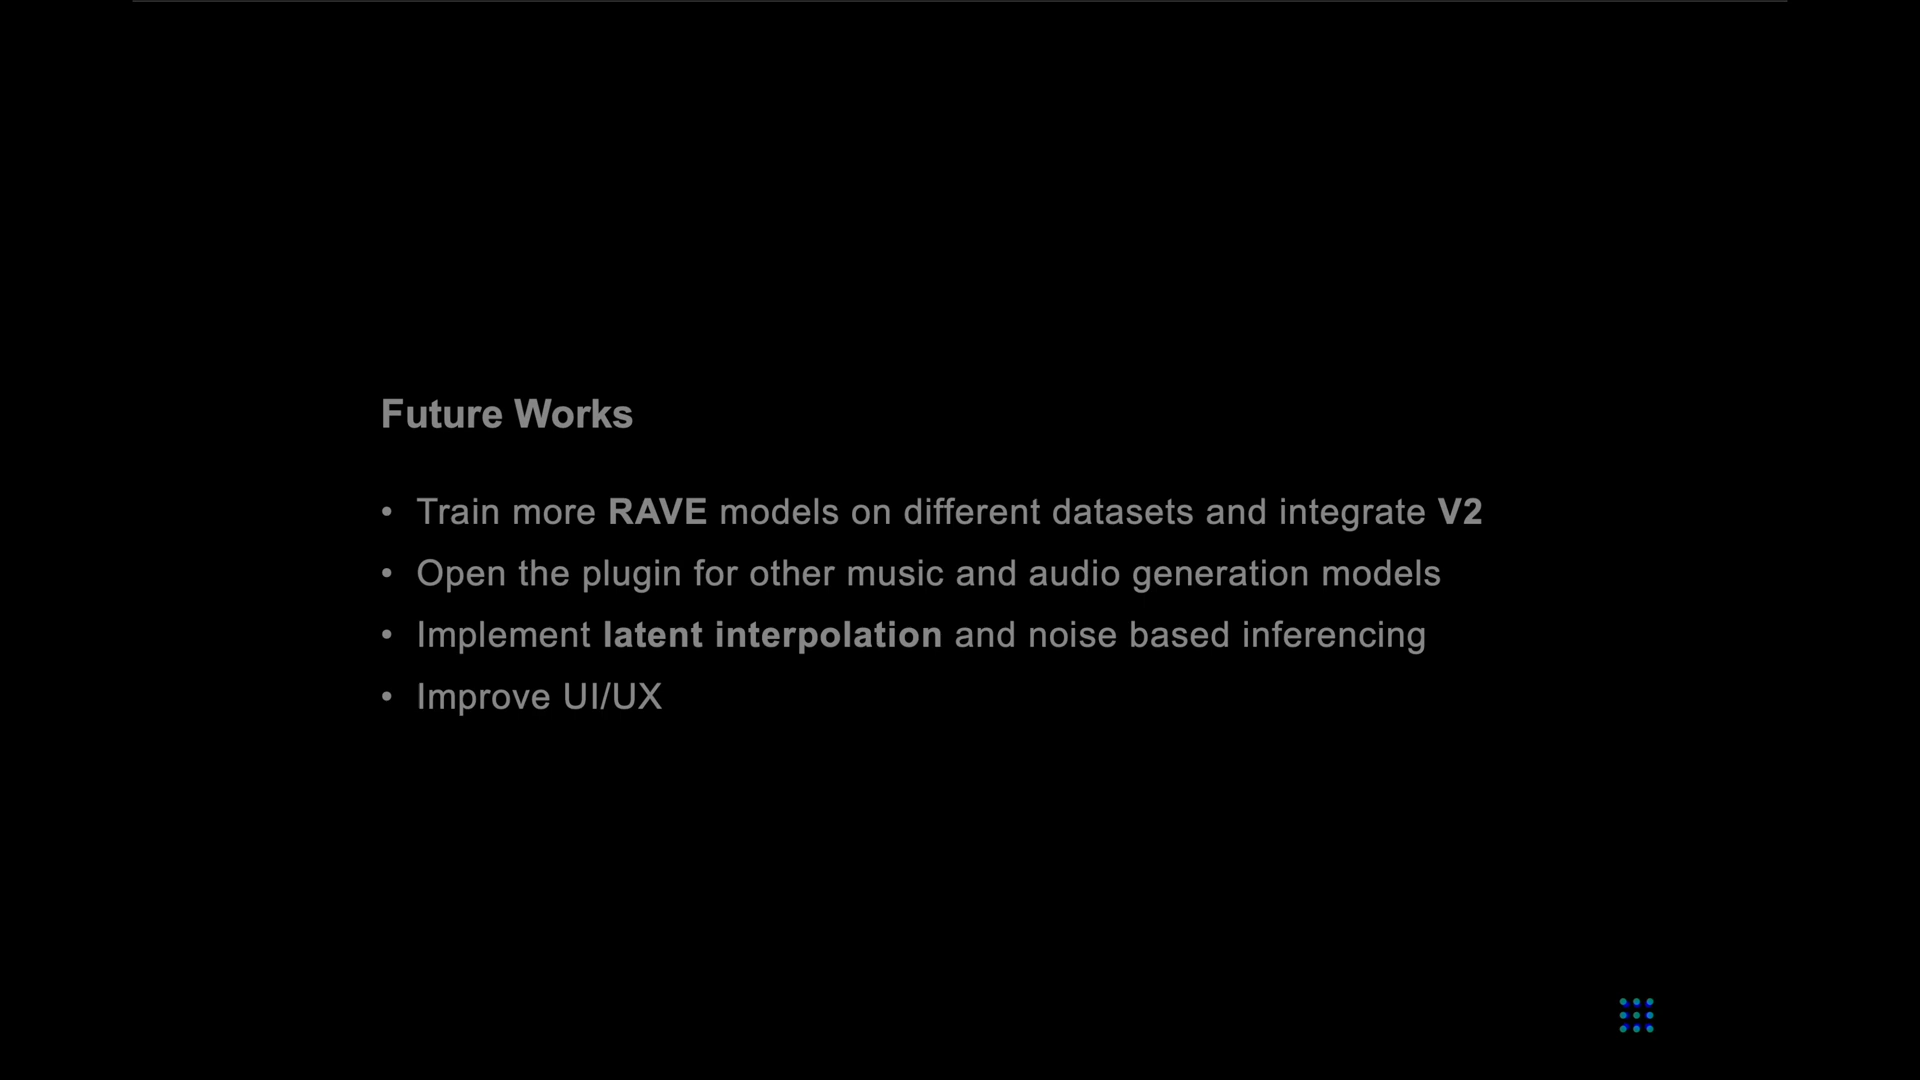 Future Works
• Train more RAVE models on different datasets and integrate V2
• Open the plugin for other music and audio generation models
• Implement latent interpolation and noise based inferencing
• Improve UI/UX